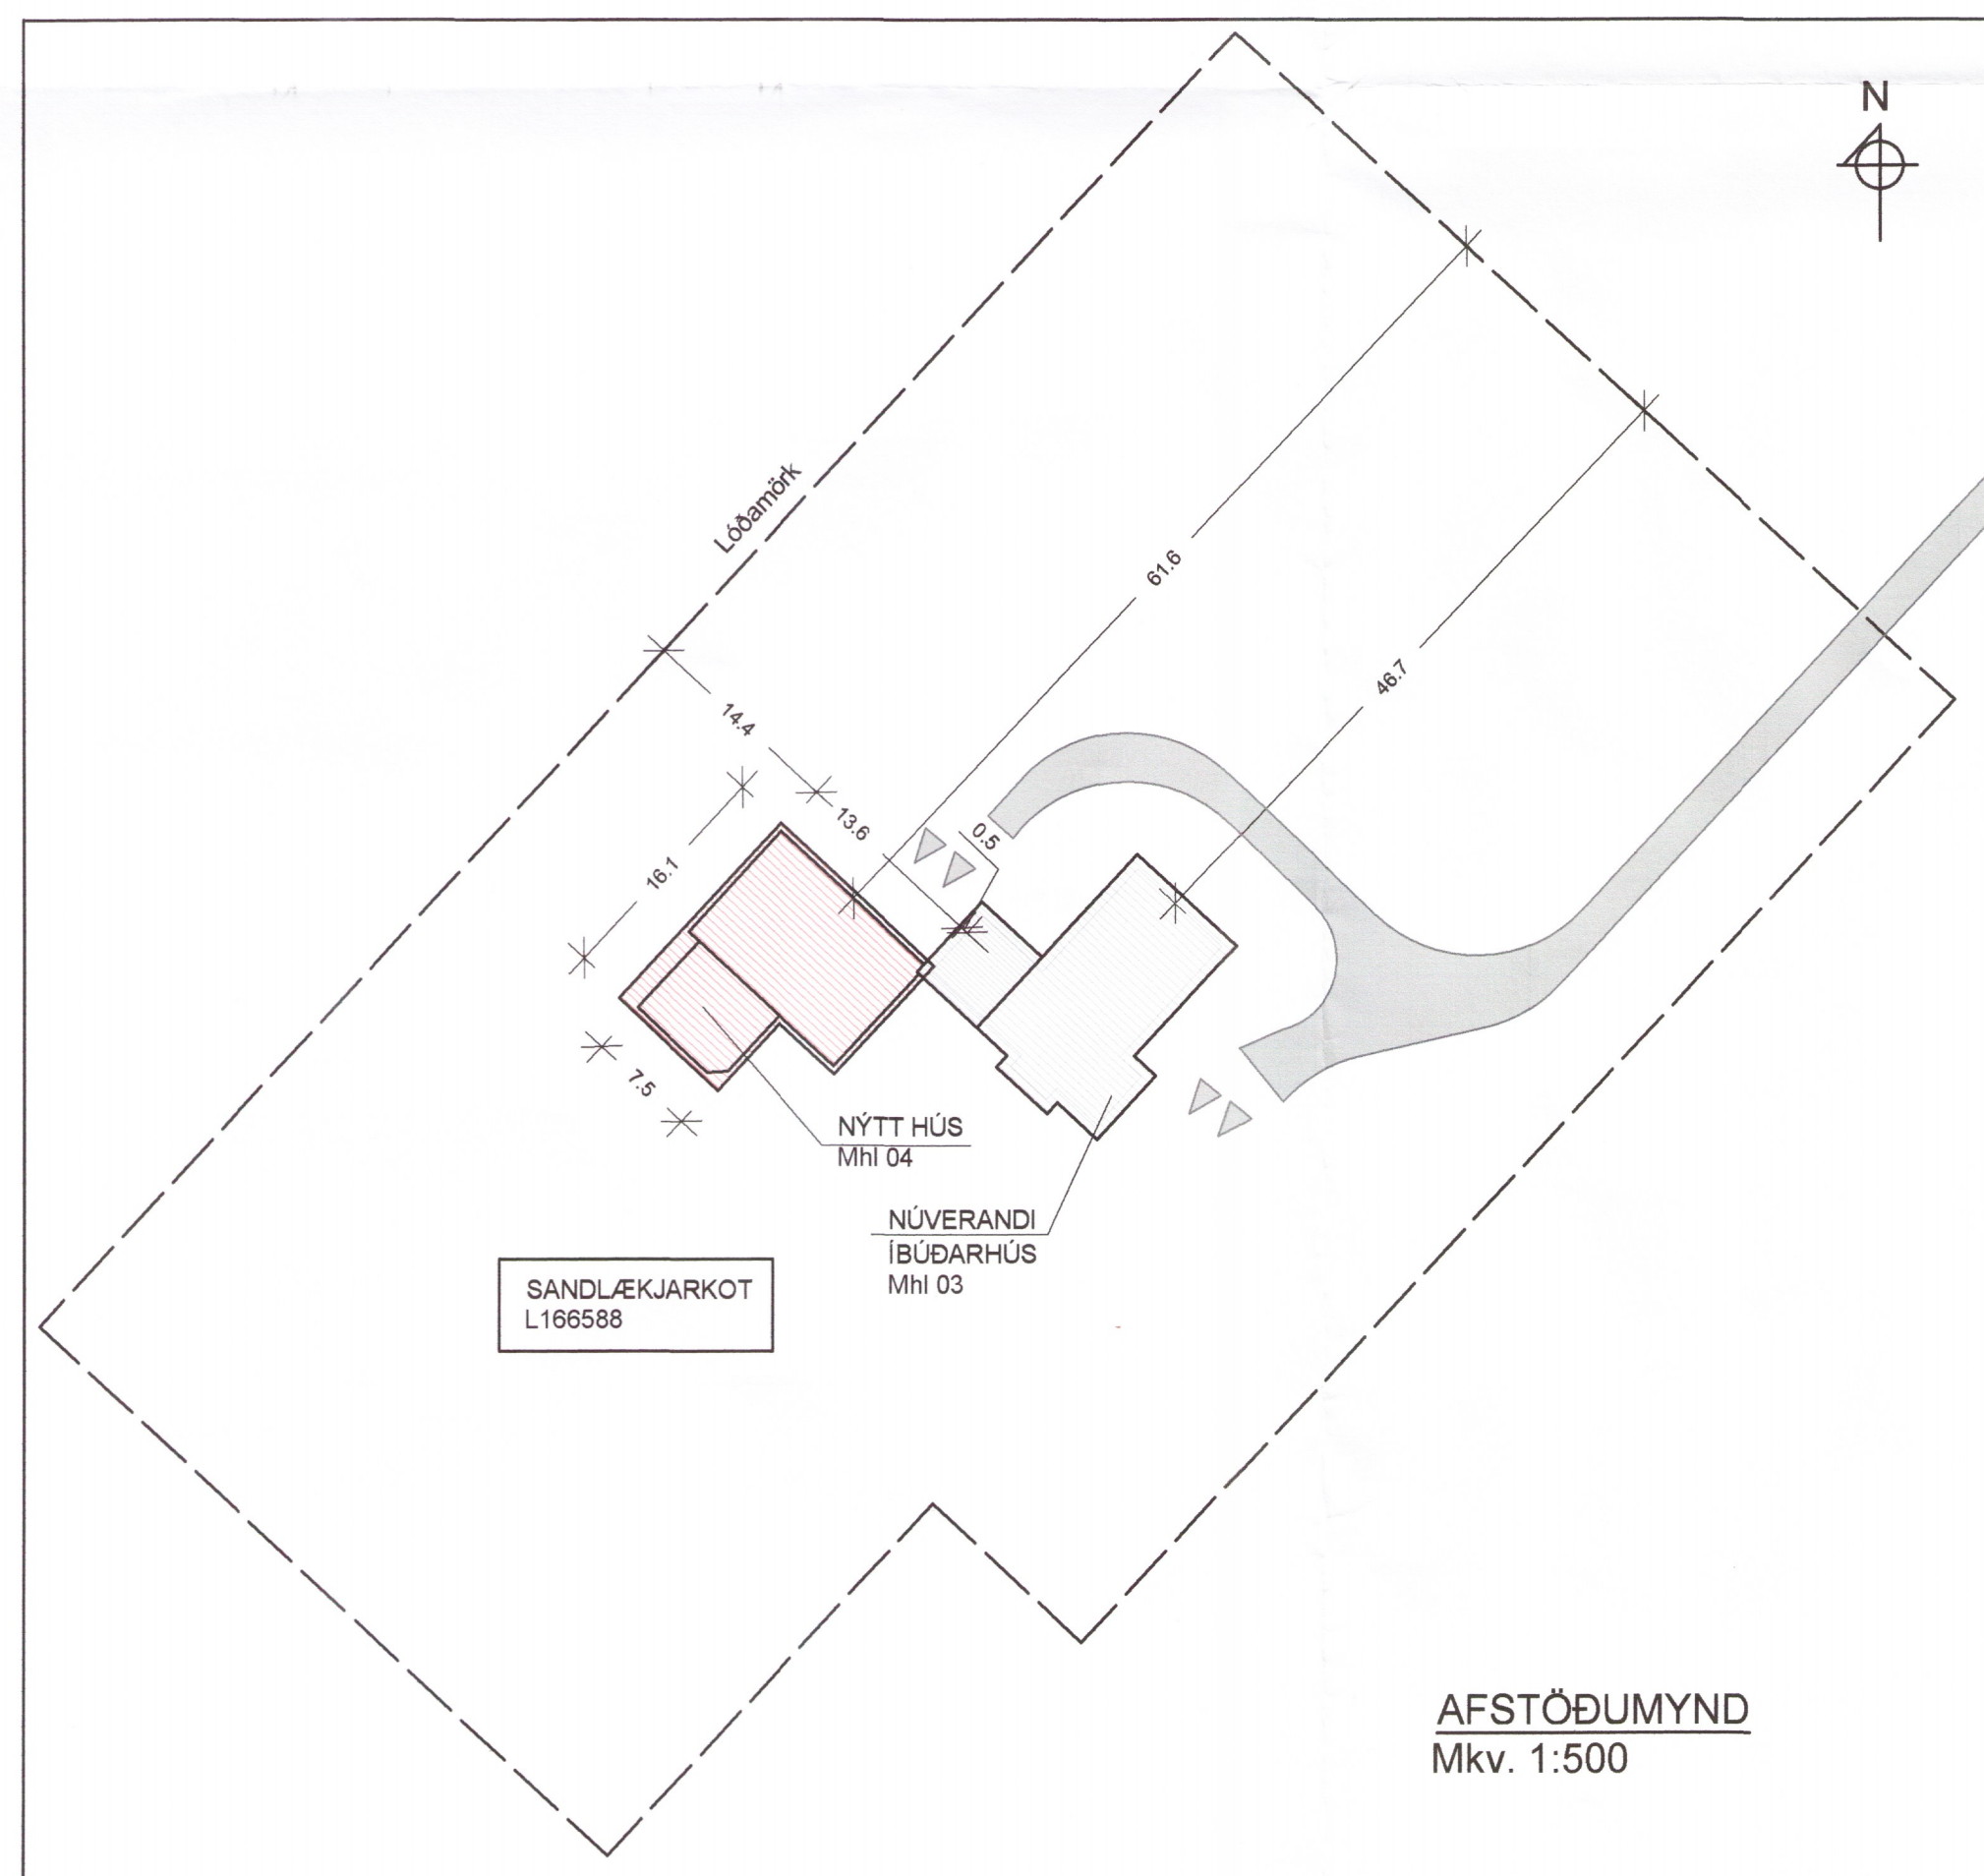 N
Lóðamörk
61.6
46.7
14.4
13.6
0.5
16.1
7.5
NÝTT HÚS
Mhl 04
NÚVERANDI
ÍBÚÐARHÚS
Mhl 03
SANDLÆKJARKOT
L166588
AFSTÖÐUMYND
Mkv. 1:500